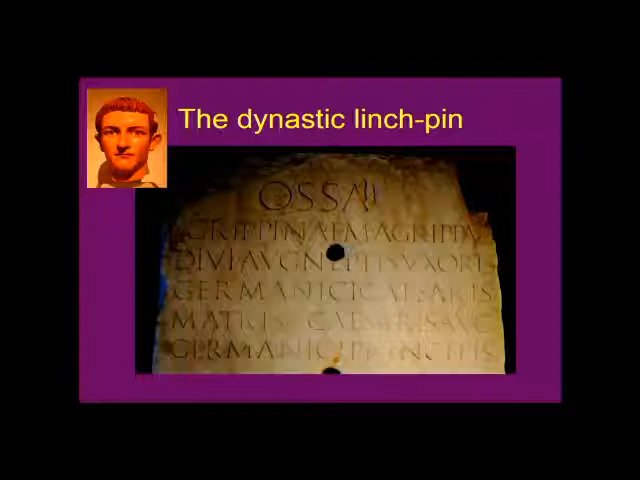 The dynastic linch-pin
OSSA
AGRIPPINAE M AGRIPPAE
DIVI AVG NEPTIS VXORIS
GERMANICI CAESARIS
MATRIS C CAESARIS AVG
GERMANICI PRINCIPIS